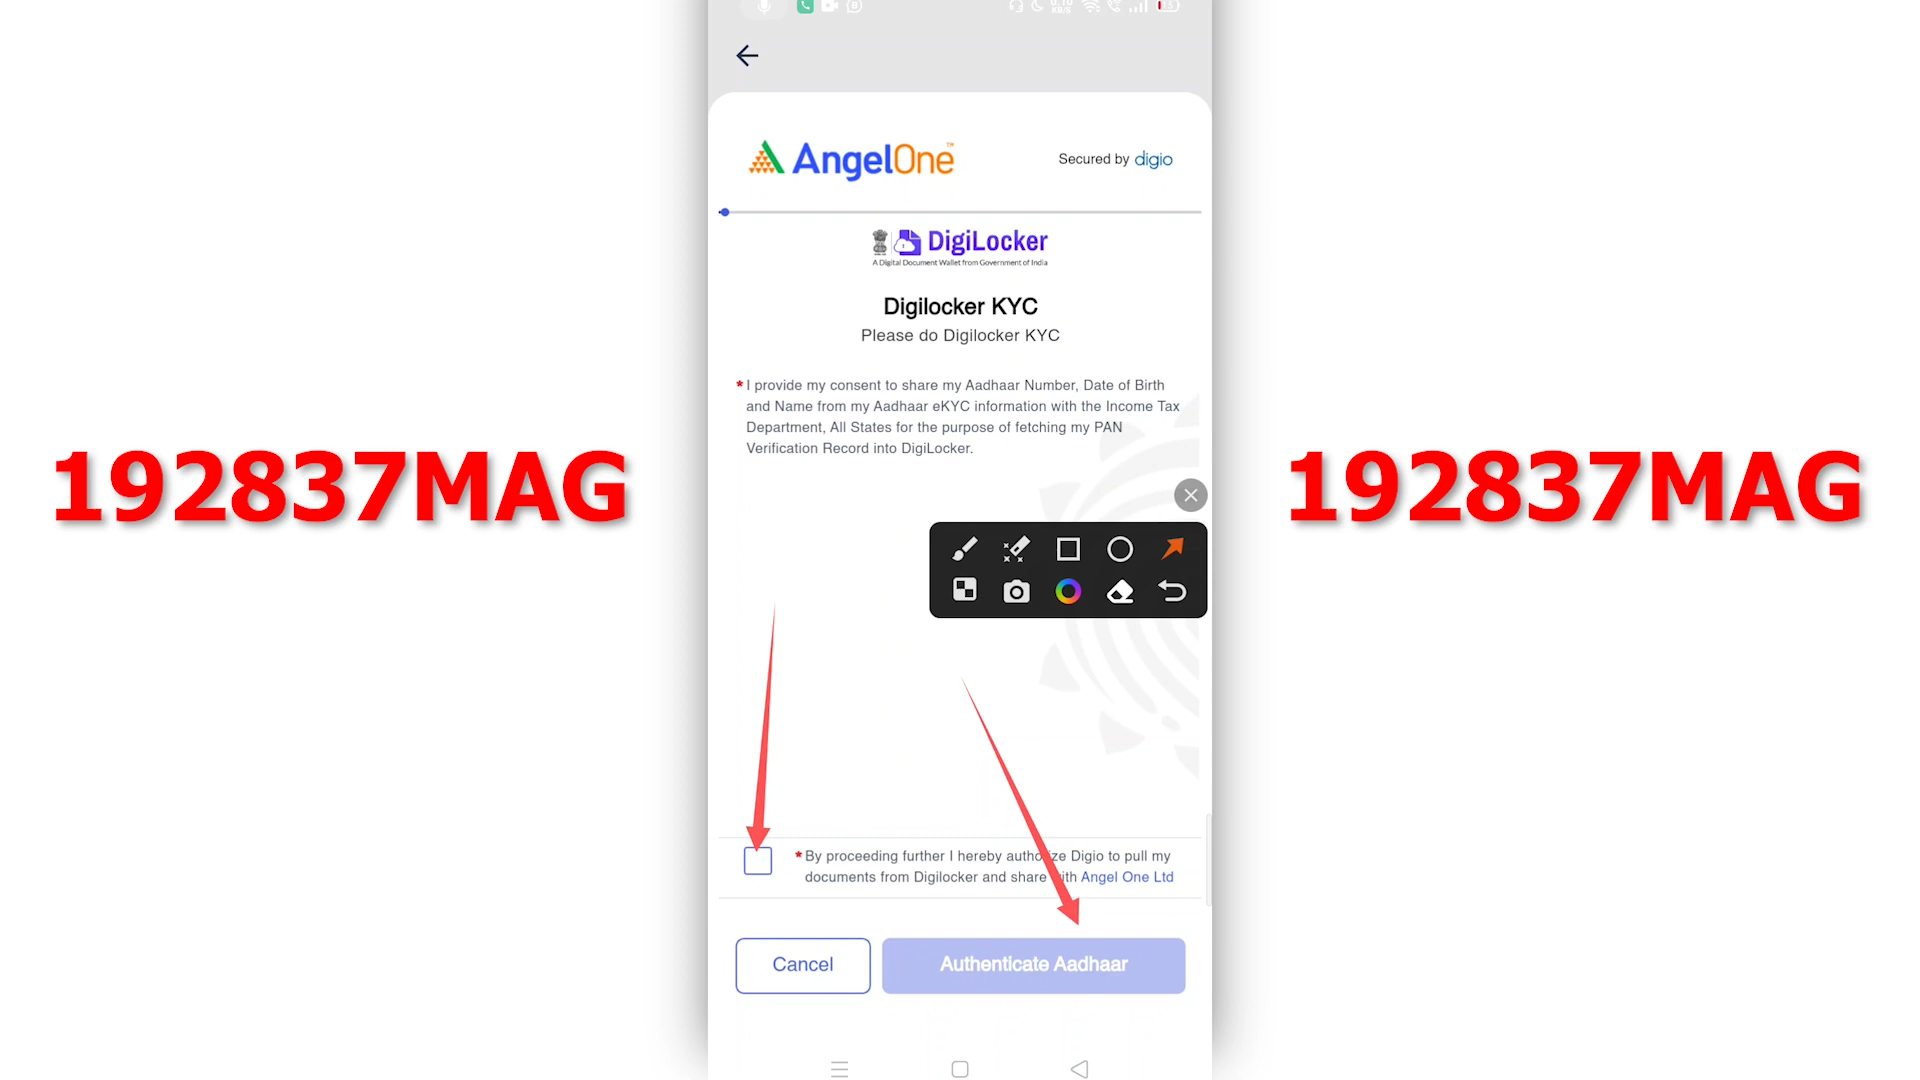 AngelOne
Secured by digio
DigiLocker
A Digital Document Wallet from Government of India
Digilocker KYC
Please do Digilocker KYC
* I provide my consent to share my Aadhaar Number, Date of Birth
and Name from my Aadhaar eKYC information with the Income Tax
Department, All States for the purpose of fetching my PAN
Verification Record into DigiLocker.
192837MAG
192837MAG
* By proceeding further I hereby authorize Digio to pull my
documents from Digilocker and share with Angel One Ltd
Cancel
Authenticate Aadhaar